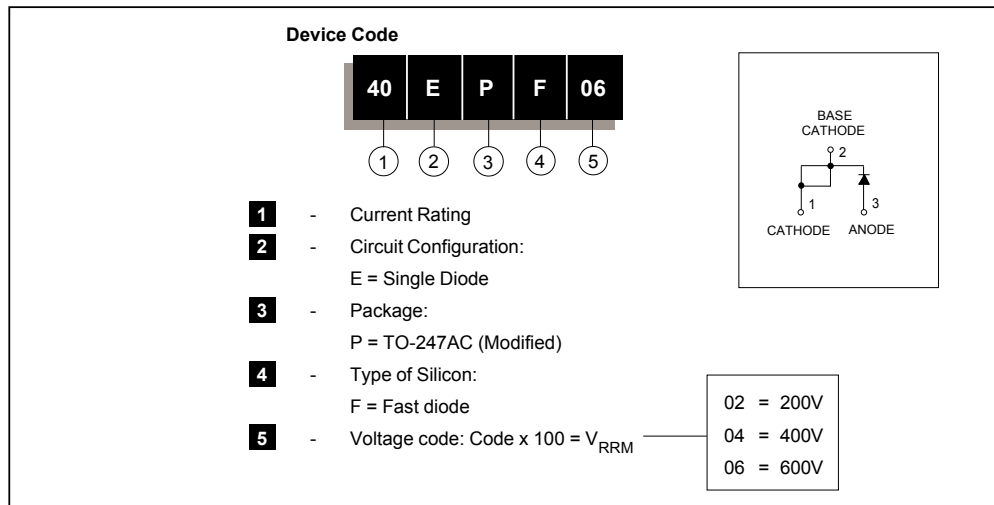 Device Code
40 E P F 06
1 2 3 4 5
1 - Current Rating
2 - Circuit Configuration:
E = Single Diode
3 - Package:
P = TO-247AC (Modified)
4 - Type of Silicon:
F = Fast diode
5 - Voltage code: Code x 100 = VRRM
02 = 200V
04 = 400V
06 = 600V
BASE
CATHODE
2
1 3
CATHODE ANODE